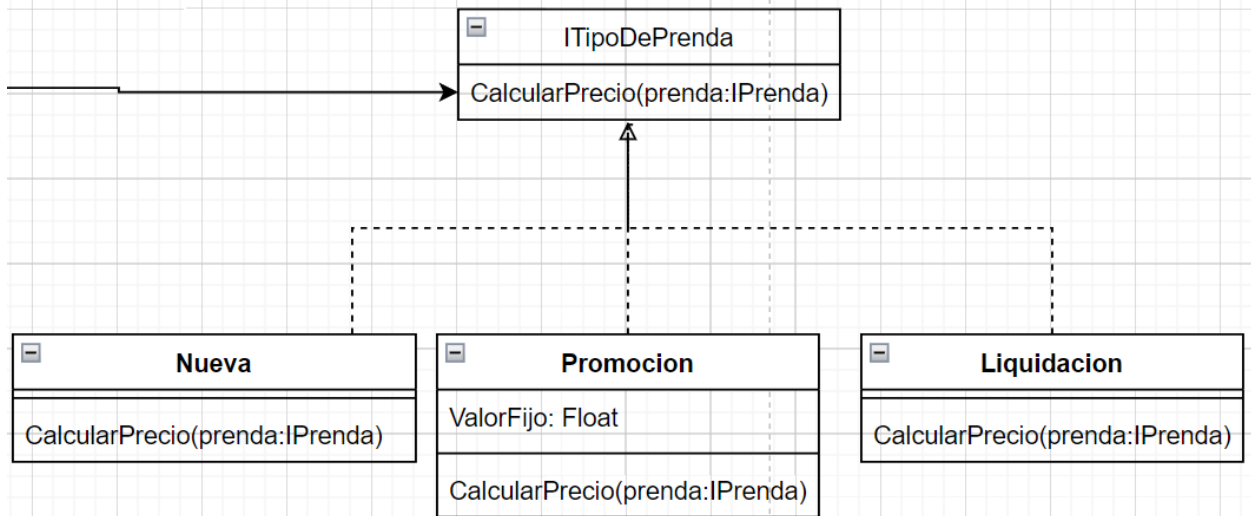 ITipoDePrenda
CalcularPrecio(prenda:IPrenda)
Nueva
CalcularPrecio(prenda:IPrenda)
Promocion
ValorFijo: Float
CalcularPrecio(prenda:IPrenda)
Liquidacion
CalcularPrecio(prenda:IPrenda)